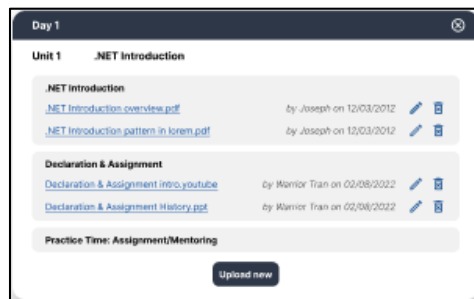 Day 1
Unit 1 .NET Introduction
.NET Introduction
.NET Introduction overview.pdf by Joseph on 12/03/2012
.NET Introduction pattern in lorem.pdf by Joseph on 12/03/2012
Declaration & Assignment
Declaration & Assignment intro.youtube by Warrior Tran on 02/08/2022
Declaration & Assignment History.ppt by Warrior Tran on 02/08/2022
Practice Time: Assignment/Mentoring
Upload new